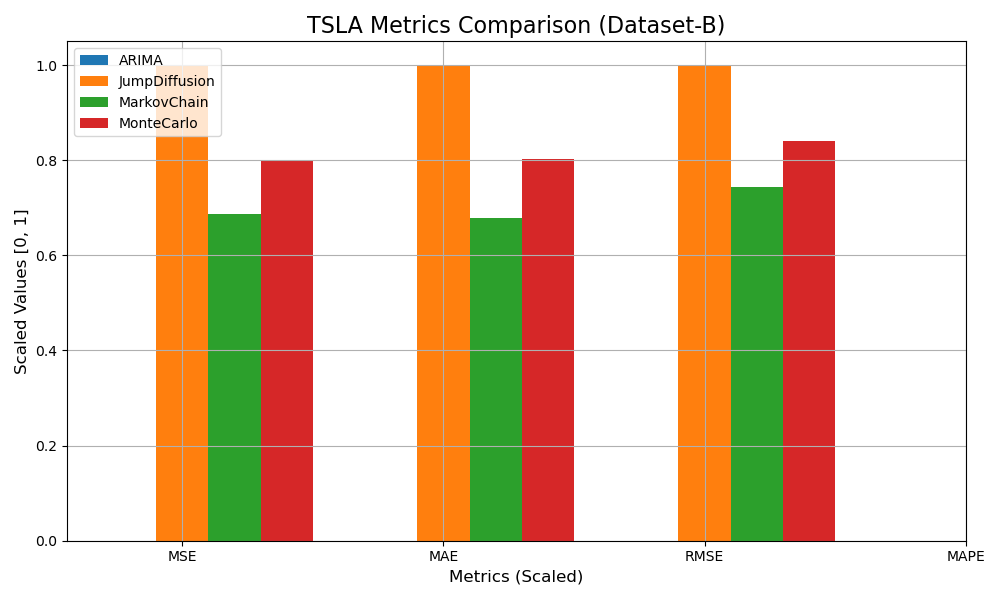 TSLA Metrics Comparison (Dataset-B)
ARIMA
JumpDiffusion
MarkovChain
MonteCarlo
Scaled Values [0, 1]
1.0
0.8
0.6
0.4
0.2
0.0
MSE MAE RMSE MAPE
Metrics (Scaled)